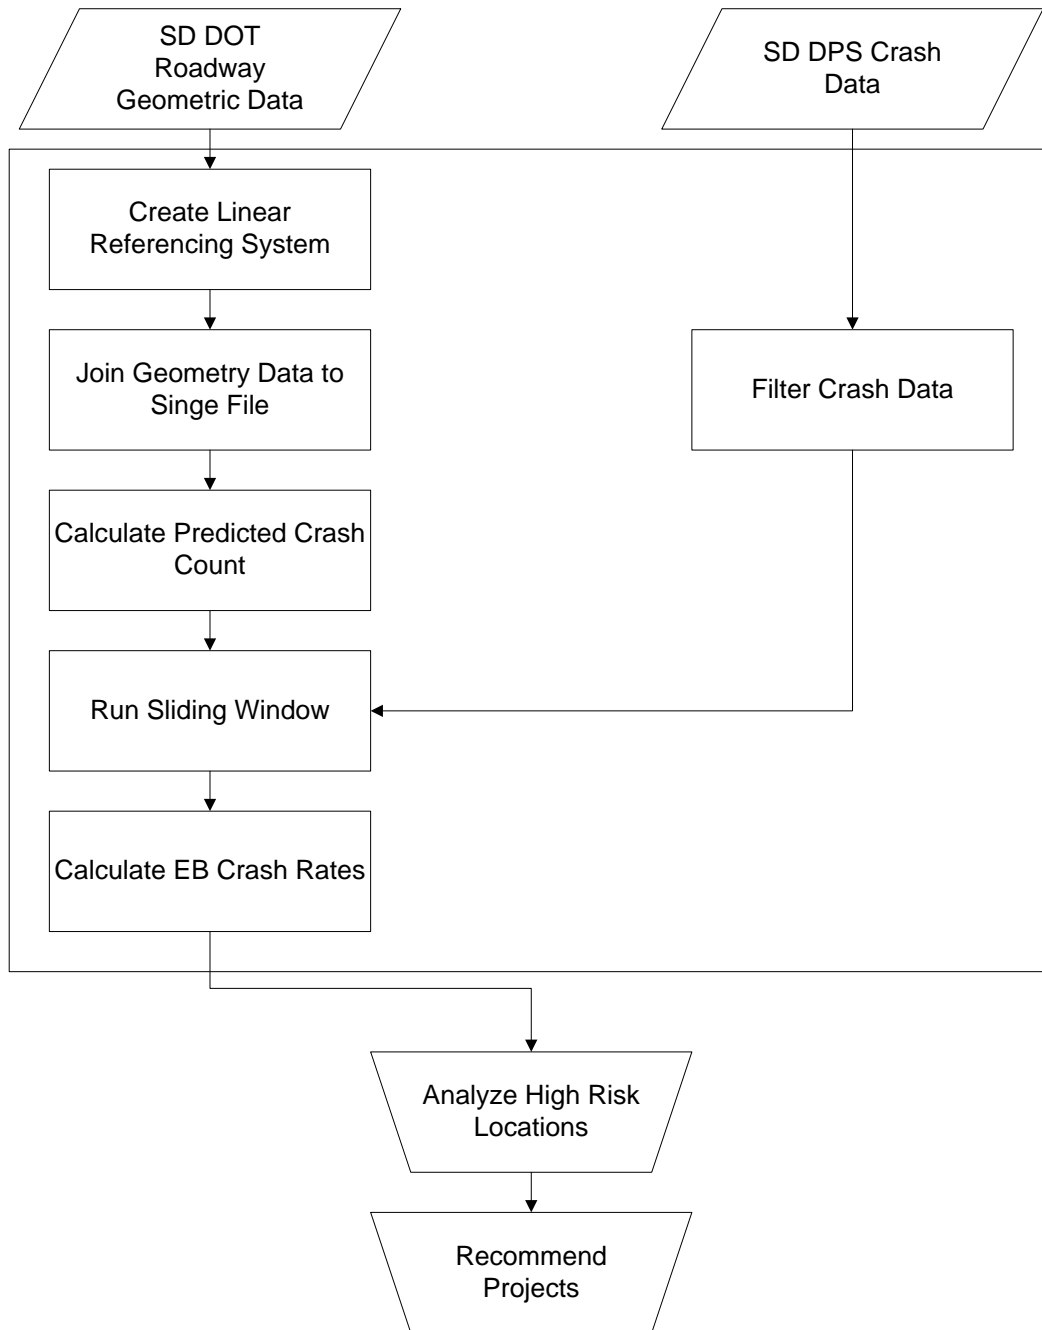 SD DOT
Roadway
Geometric Data
SD DPS Crash
Data
Create Linear
Referencing System
Join Geometry Data to
Singe File
Filter Crash Data
Calculate Predicted Crash
Count
Run Sliding Window
Calculate EB Crash Rates
Analyze High Risk
Locations
Recommend
Projects